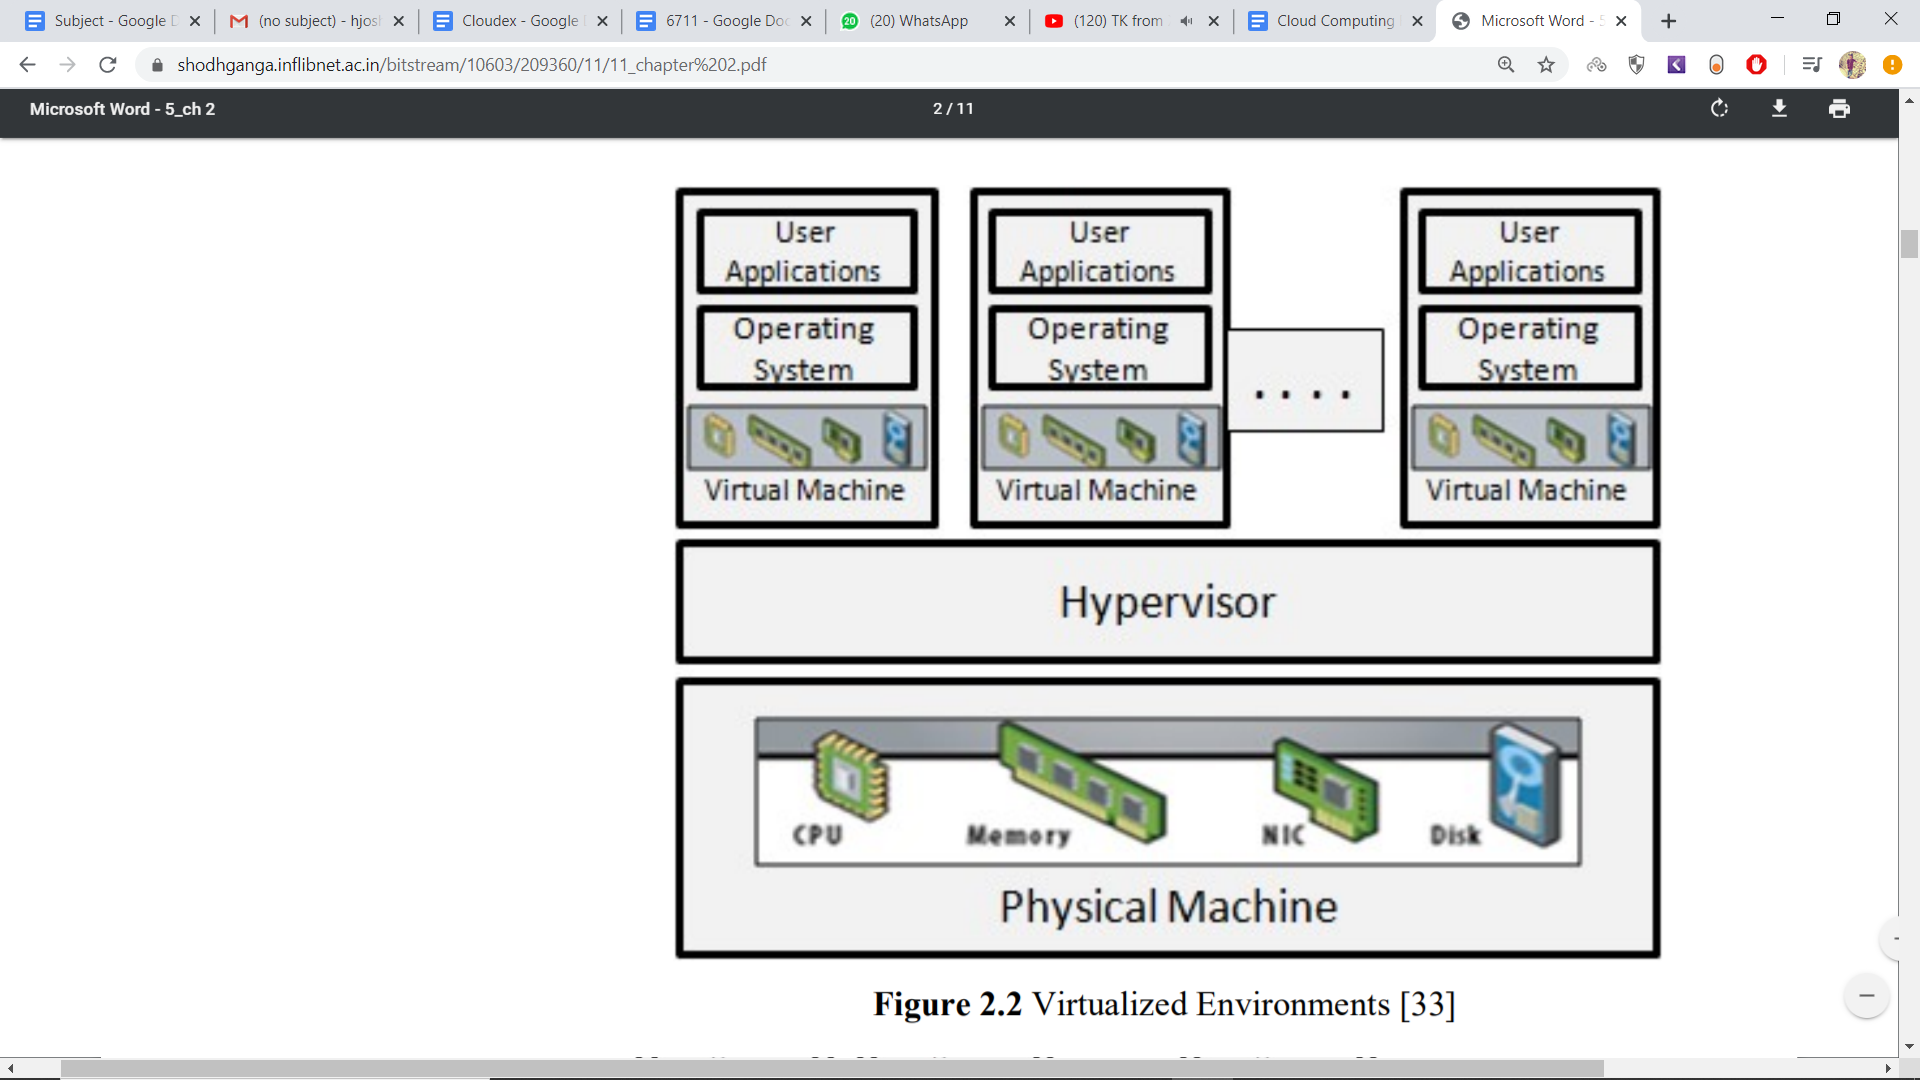 Subject - Google D
(no subject) - hjosh
Cloudex - Google
6711 - Google Doc
20
(20) WhatsApp
(120) TK from
Cloud Computing
Microsoft Word - 5
shodhganga.inflibnet.ac.in/bitstream/10603/209360/11/11_chapter%202.pdf
Microsoft Word - 5_ch 2
2 / 11
User
Applications
Operating
System
Virtual Machine
User
Applications
Operating
System
Virtual Machine
. . . .
User
Applications
Operating
System
Virtual Machine
Hypervisor
CPU
Memory
NIC
Disk
Physical Machine
Figure 2.2 Virtualized Environments [33]